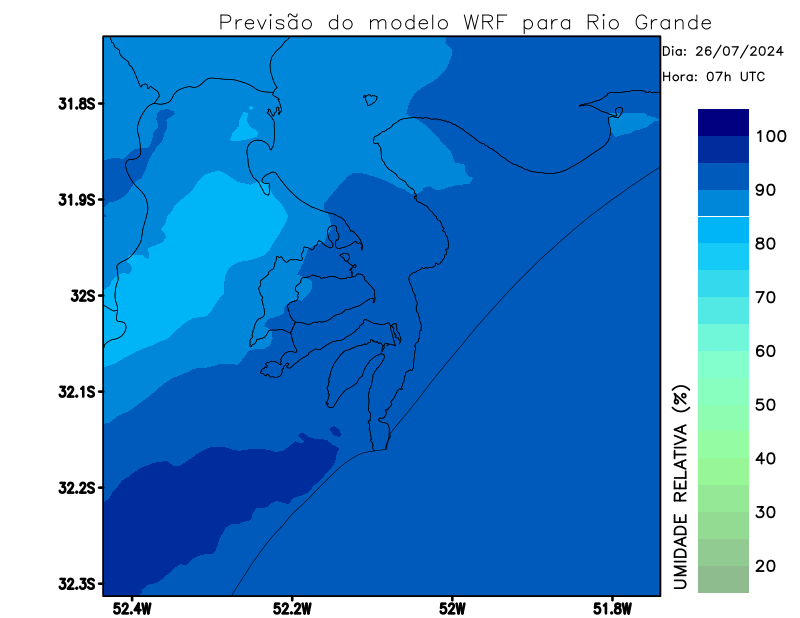 Previsão do modelo WRF para Rio Grande
Dia: 26/07/2024
Hora: 07h UTC
31.8S
31.9S
32S
32.1S
32.2S
32.3S
52.4W
52.2W
52W
51.8W
UMIDADE RELATIVA (%)
100
90
80
70
60
50
40
30
20